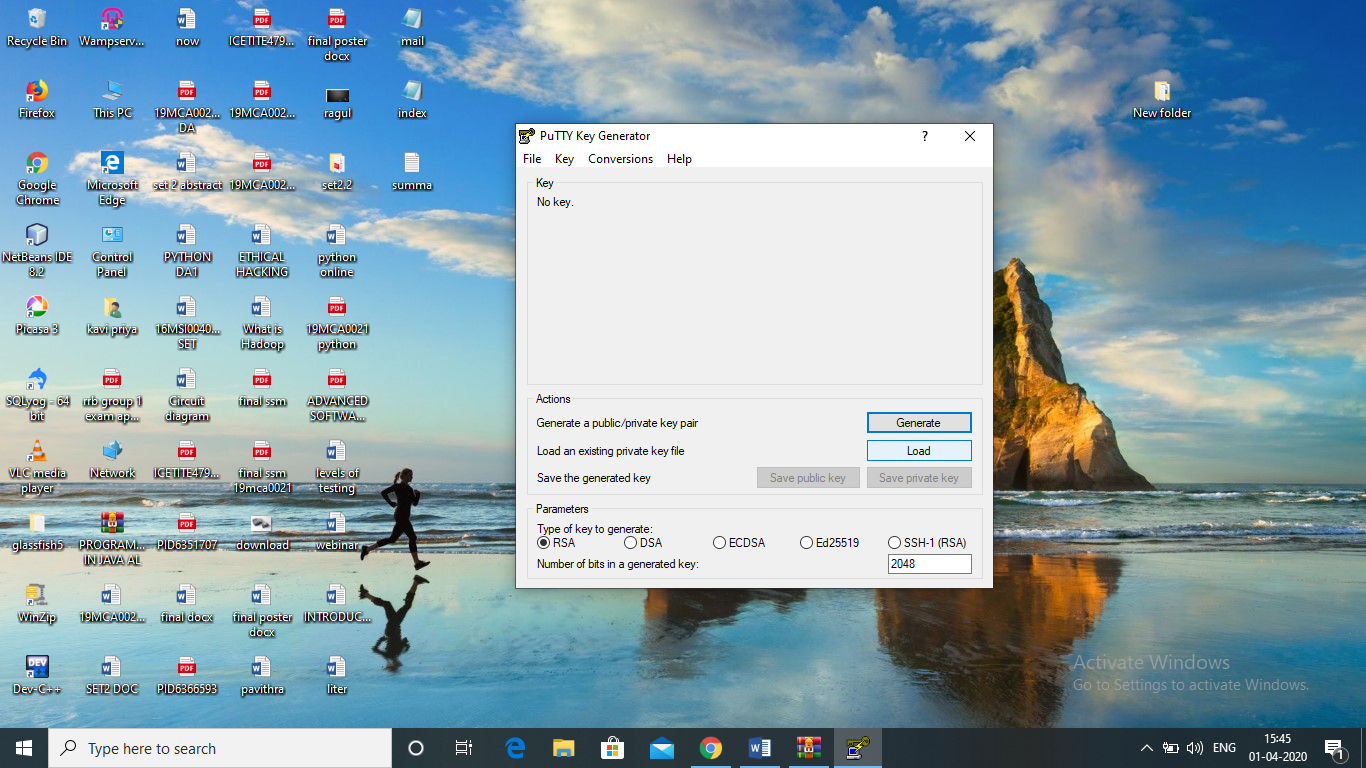 Recycle Bin
Wampserv...
now
ICETITE479...
final poster
docx
mail
Firefox
This PC
19MCA002...
DA
19MCA002...
ragul
index
New folder
Google
Chrome
Microsoft
Edge
set 2 abstract
19MCA002...
set2.2
summa
NetBeans IDE
8.2
Control
Panel
PYTHON
DA1
ETHICAL
HACKING
python
online
Picasa 3
kavi priya
16MSI0040...
SET
What is
Hadoop
19MCA0021
python
SQLyog - 64
bit
rrb group 1
exam ap...
Circuit
diagram
final ssm
ADVANCED
SOFTWA...
VLC media
player
Network
ICETITE479...
final ssm
19mca0021
levels of
testing
glassfish5
PROGRAM...
IN JAVA AL
PID6351707
download
webinar
WinZip
19MCA002...
final docx
final poster
docx
INTRODUC...
DEV
C++
Dev-C++
SET2 DOC
PID6366593
pavithra
liter
PuTTY Key Generator
?
File Key Conversions Help
Key
No key.
Actions
Generate a public/private key pair
Generate
Load an existing private key file
Load
Save the generated key
Save public key
Save private key
Parameters
Type of key to generate:
RSA DSA ECDSA Ed25519 SSH-1 (RSA)
Number of bits in a generated key:
2048
Activate Windows
Go to Settings to activate Windows.
Type here to search
ENG
15:45
01-04-2020
1